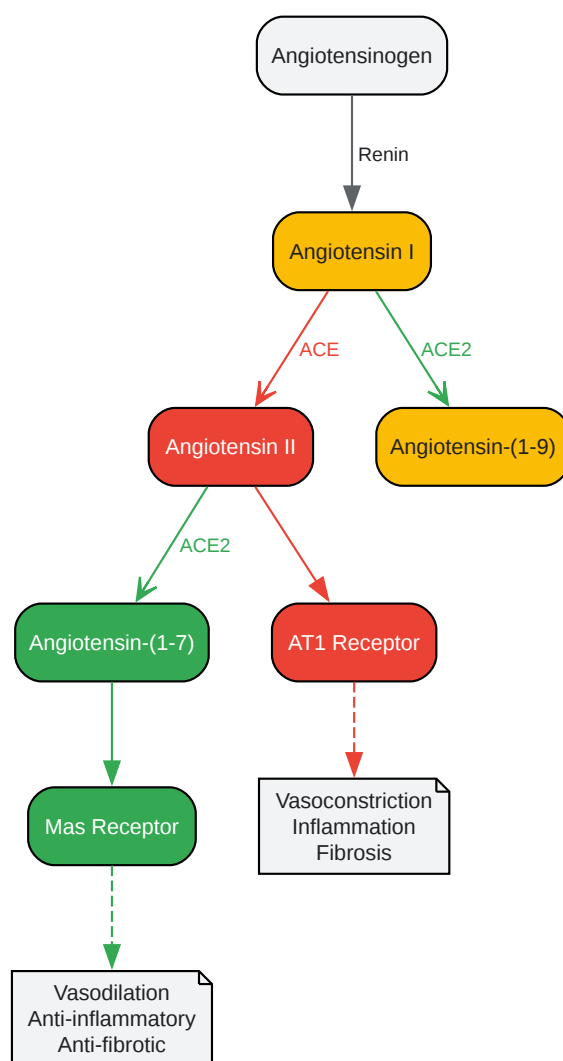 Angiotensinogen
Renin
Angiotensin I
ACE
ACE2
Angiotensin II
Angiotensin-(1-9)
ACE2
Angiotensin-(1-7)
AT1 Receptor
Mas Receptor
Vasoconstriction
Inflammation
Fibrosis
Vasodilation
Anti-inflammatory
Anti-fibrotic